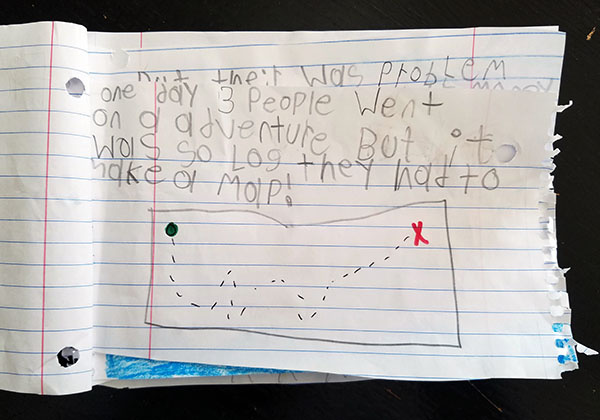 but their Was ProbLem
one day 3 PeoPle Went
on a adventure. But it
Was so Log they had to
make a Map!
X